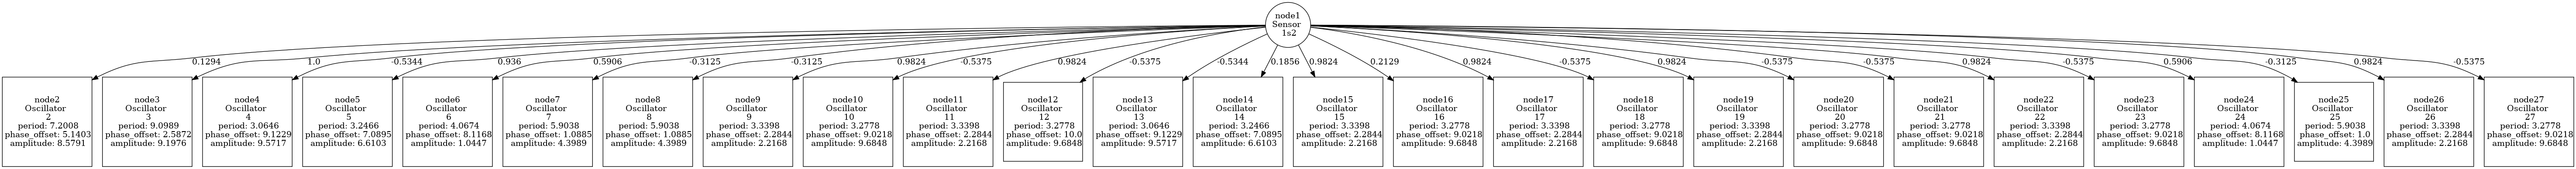 node1
Sensor
1s2
0.1294
1.0
-0.5344
0.936
0.5906
-0.3125
-0.3125
0.9824
-0.5375
0.9824
-0.5375
-0.5344
0.1856
0.9824
0.2129
0.9824
-0.5375
0.9824
-0.5375
-0.5375
0.9824
-0.5375
0.5906
-0.3125
0.9824
-0.5375
node2
Oscillator
2
period: 7.2008
phase_offset: 5.1403
amplitude: 8.5791
node3
Oscillator
3
period: 9.0989
phase_offset: 2.5872
amplitude: 9.1976
node4
Oscillator
4
period: 3.0646
phase_offset: 9.1229
amplitude: 9.5717
node5
Oscillator
5
period: 3.2466
phase_offset: 7.0895
amplitude: 6.6103
node6
Oscillator
6
period: 4.0674
phase_offset: 8.1168
amplitude: 1.0447
node7
Oscillator
7
period: 5.9038
phase_offset: 1.0885
amplitude: 4.3989
node8
Oscillator
8
period: 5.9038
phase_offset: 1.0885
amplitude: 4.3989
node9
Oscillator
9
period: 3.3398
phase_offset: 2.2844
amplitude: 2.2168
node10
Oscillator
10
period: 3.2778
phase_offset: 9.0218
amplitude: 9.6848
node11
Oscillator
11
period: 3.3398
phase_offset: 2.2844
amplitude: 2.2168
node12
Oscillator
12
period: 3.2778
phase_offset: 10.0
amplitude: 9.6848
node13
Oscillator
13
period: 3.0646
phase_offset: 9.1229
amplitude: 9.5717
node14
Oscillator
14
period: 3.2466
phase_offset: 7.0895
amplitude: 6.6103
node15
Oscillator
15
period: 3.3398
phase_offset: 2.2844
amplitude: 2.2168
node16
Oscillator
16
period: 3.2778
phase_offset: 9.0218
amplitude: 9.6848
node17
Oscillator
17
period: 3.3398
phase_offset: 2.2844
amplitude: 2.2168
node18
Oscillator
18
period: 3.2778
phase_offset: 9.0218
amplitude: 9.6848
node19
Oscillator
19
period: 3.3398
phase_offset: 2.2844
amplitude: 2.2168
node20
Oscillator
20
period: 3.2778
phase_offset: 9.0218
amplitude: 9.6848
node21
Oscillator
21
period: 3.2778
phase_offset: 9.0218
amplitude: 9.6848
node22
Oscillator
22
period: 3.3398
phase_offset: 2.2844
amplitude: 2.2168
node23
Oscillator
23
period: 3.2778
phase_offset: 9.0218
amplitude: 9.6848
node24
Oscillator
24
period: 4.0674
phase_offset: 8.1168
amplitude: 1.0447
node25
Oscillator
25
period: 5.9038
phase_offset: 1.0
amplitude: 4.3989
node26
Oscillator
26
period: 3.3398
phase_offset: 2.2844
amplitude: 2.2168
node27
Oscillator
27
period: 3.2778
phase_offset: 9.0218
amplitude: 9.6848